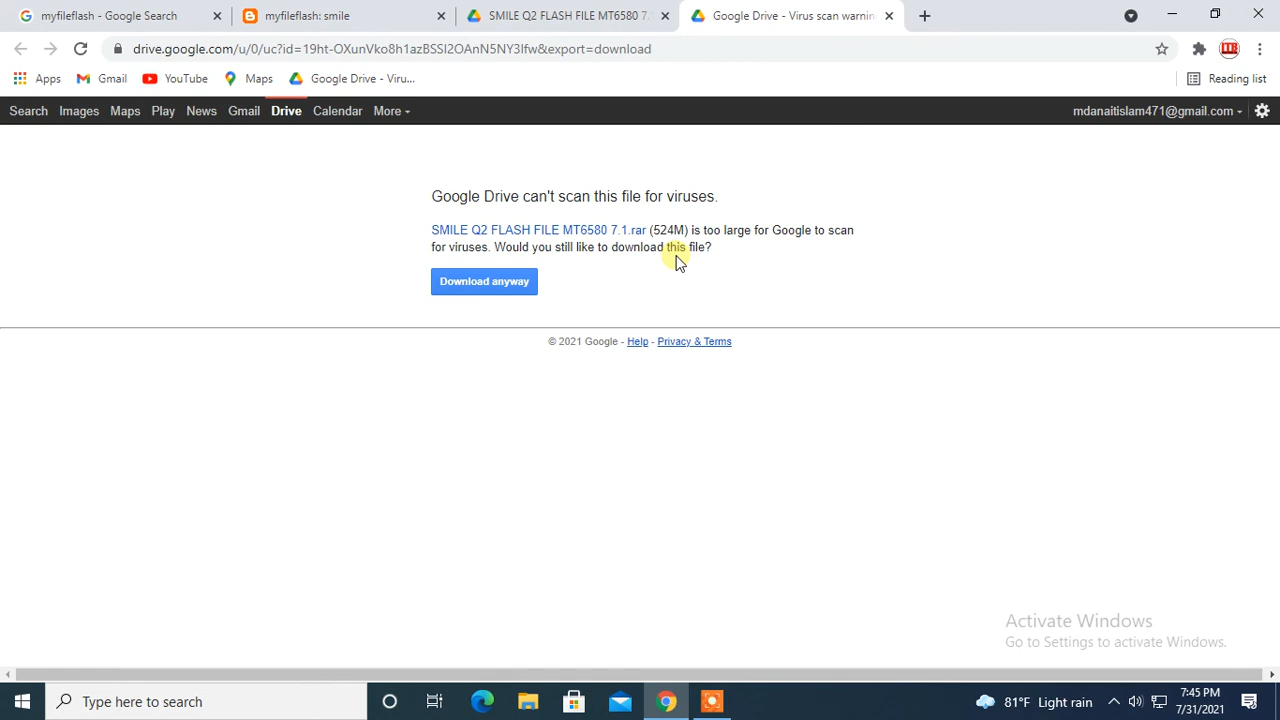 myfileflash - Google Search
myfileflash: smile
SMILE Q2 FLASH FILE MT6580 7.
Google Drive - Virus scan warnin
drive.google.com/u/0/uc?id=19ht-OXunVko8h1azBSSI2OAnN5NY3lfw&export=download
Apps
Gmail
YouTube
Maps
Google Drive - Viru...
Reading list
Search Images Maps Play News Gmail Drive Calendar More
mdanaitislam471@gmail.com
Google Drive can't scan this file for viruses.
SMILE Q2 FLASH FILE MT6580 7.1.rar (524M) is too large for Google to scan
for viruses. Would you still like to download this file?
Download anyway
© 2021 Google - Help - Privacy & Terms
Activate Windows
Go to Settings to activate Windows.
Type here to search
81°F Light rain
7:45 PM
7/31/2021